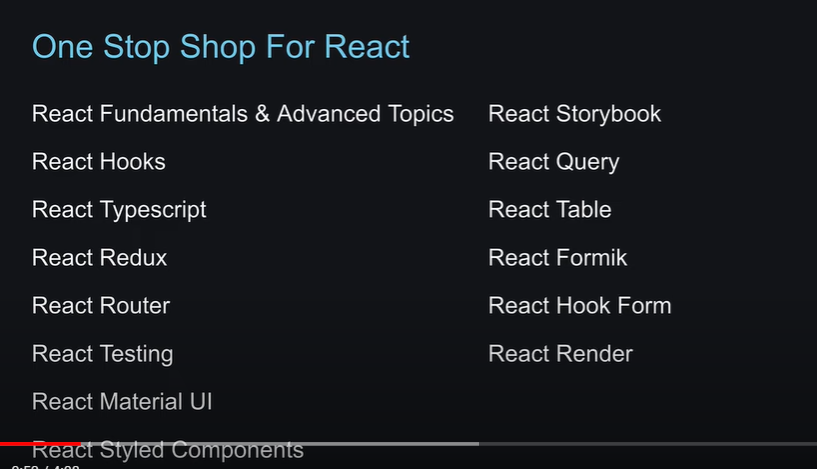 One Stop Shop For React
React Fundamentals & Advanced Topics
React Hooks
React Typescript
React Redux
React Router
React Testing
React Material UI
React Styled Components
React Storybook
React Query
React Table
React Formik
React Hook Form
React Render